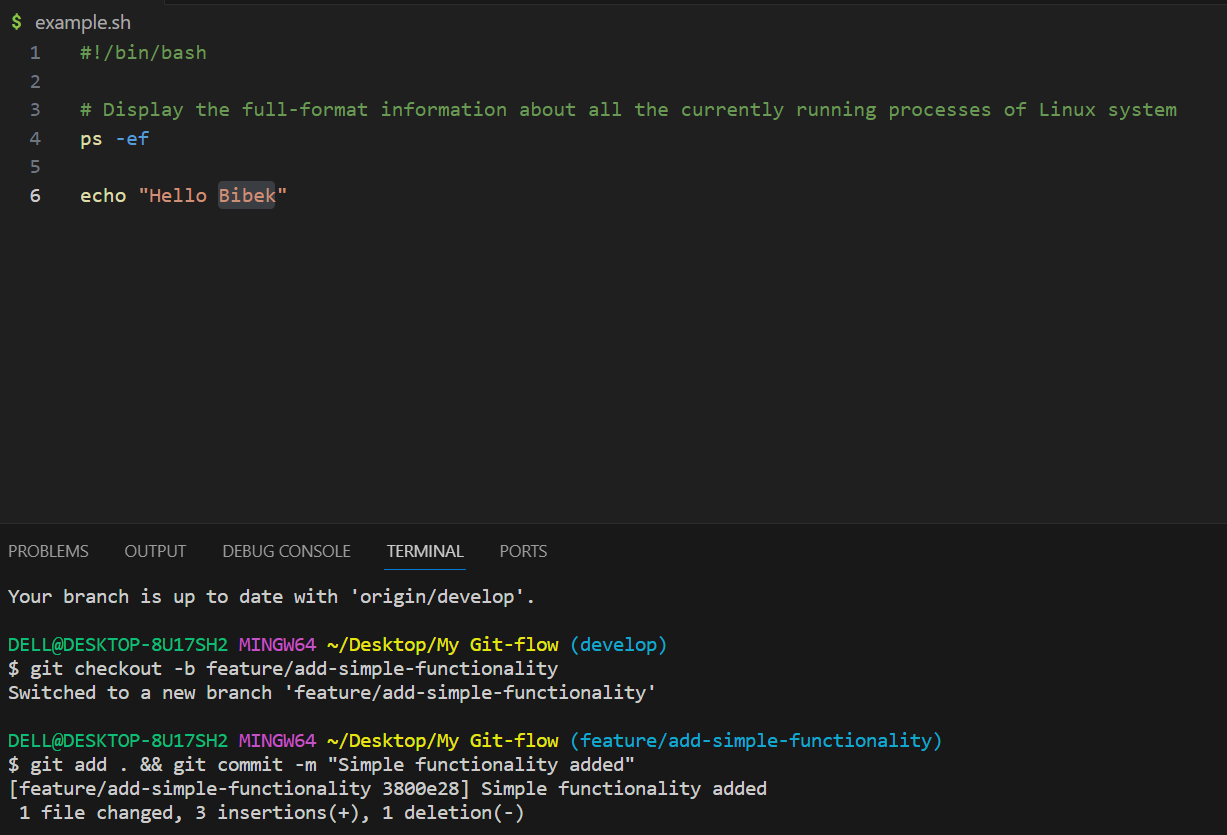 $ example.sh
1 #!/bin/bash
2
3 # Display the full-format information about all the currently running processes of Linux system
4 ps -ef
5
6 echo "Hello Bibek"
PROBLEMS OUTPUT DEBUG CONSOLE TERMINAL PORTS
Your branch is up to date with 'origin/develop'.
DELL@DESKTOP-8U17SH2 MINGW64 ~/Desktop/My Git-flow (develop)
$ git checkout -b feature/add-simple-functionality
Switched to a new branch 'feature/add-simple-functionality'
DELL@DESKTOP-8U17SH2 MINGW64 ~/Desktop/My Git-flow (feature/add-simple-functionality)
$ git add . && git commit -m "Simple functionality added"
[feature/add-simple-functionality 3800e28] Simple functionality added
1 file changed, 3 insertions(+), 1 deletion(-)